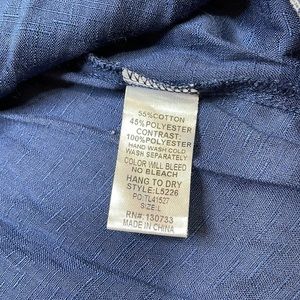 55%COTTON
45%POLYESTER
CONTRAST:
100%POLYESTER
HAND WASH COLD
WASH SEPARATELY
COLOR WILL BLEED
NO BLEACH
HANG TO DRY
STYLE:L5226
PO:TL41527
SIZE:L
RN#:130733
MADE IN CHINA